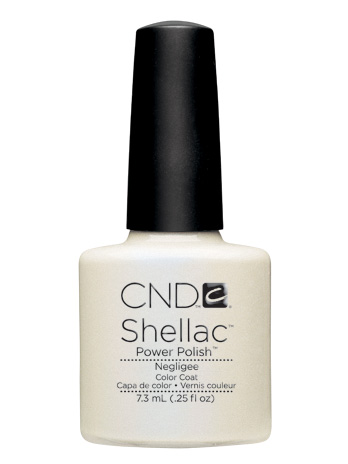 CND
Shellac™
Power Polish™
Negligee
Color Coat
Capa de color • Vernis couleur
7.3 mL (.25 fl oz)